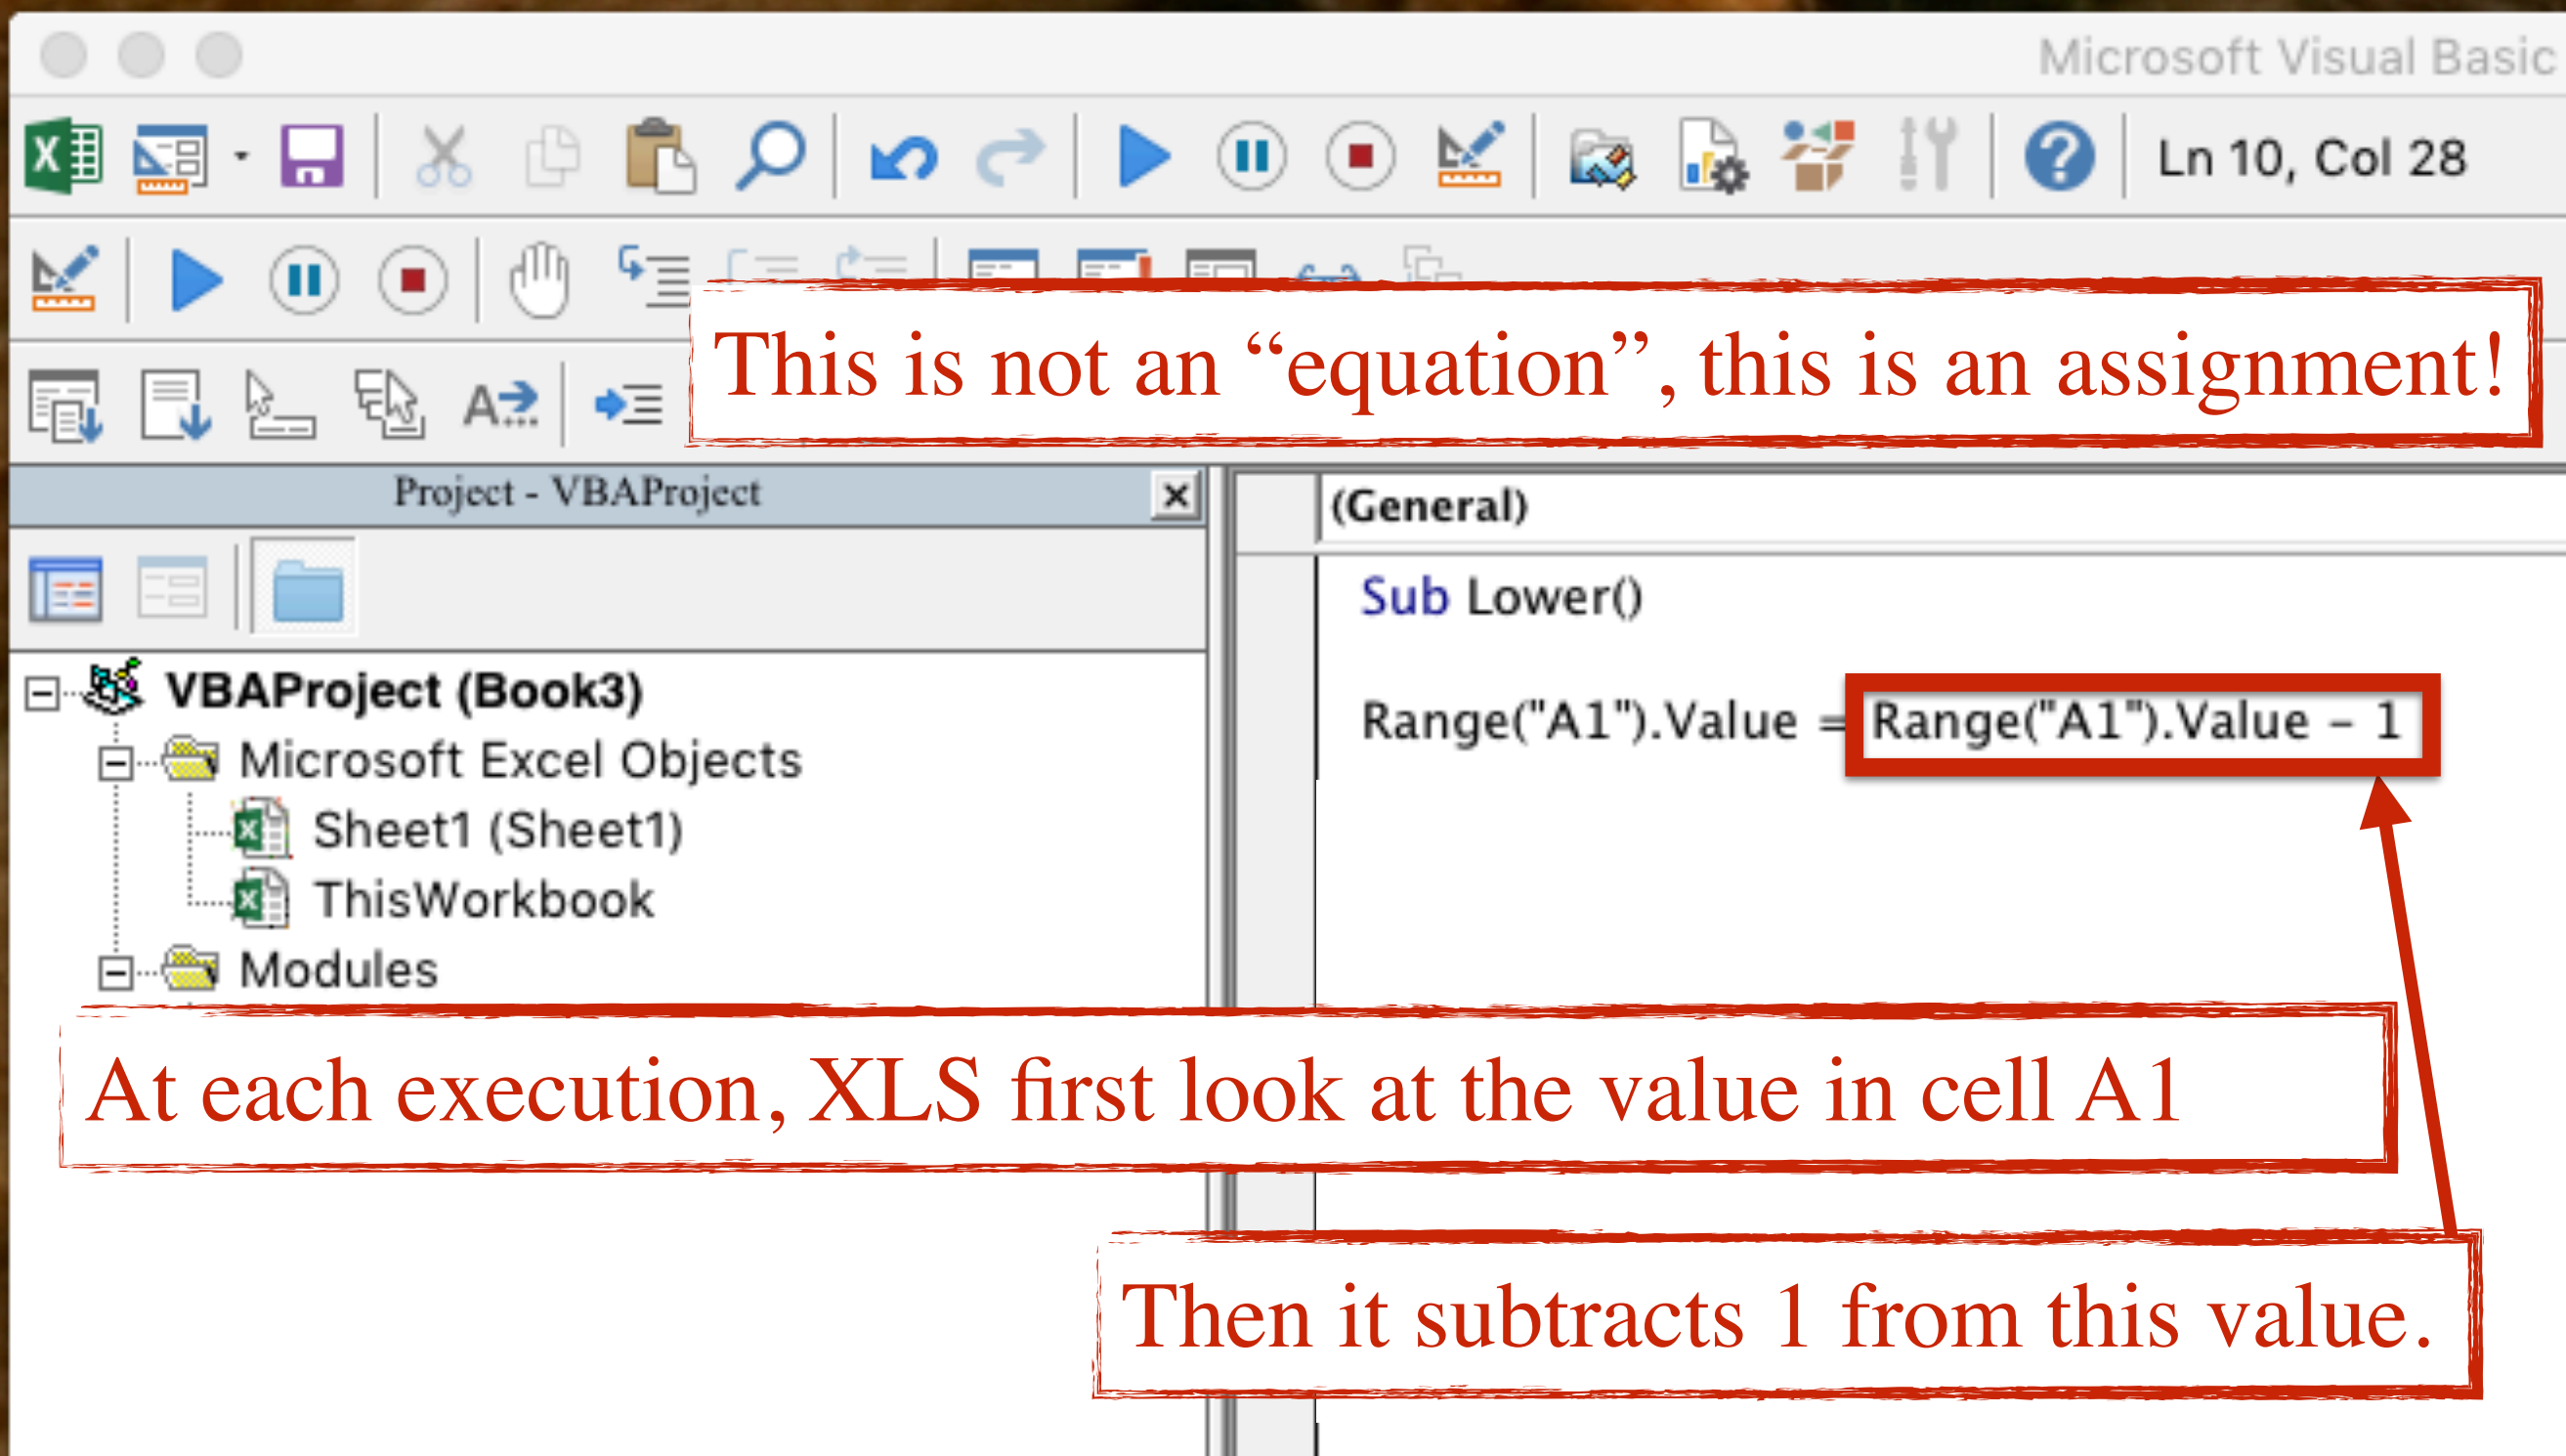 Microsoft Visual Basic
Ln 10, Col 28
This is not an “equation”, this is an assignment!
Project - VBAProject
(General)
Sub Lower()
Range("A1").Value = Range("A1").Value – 1
VBAProject (Book3)
Microsoft Excel Objects
Sheet1 (Sheet1)
ThisWorkbook
Modules
At each execution, XLS first look at the value in cell A1
Then it subtracts 1 from this value.